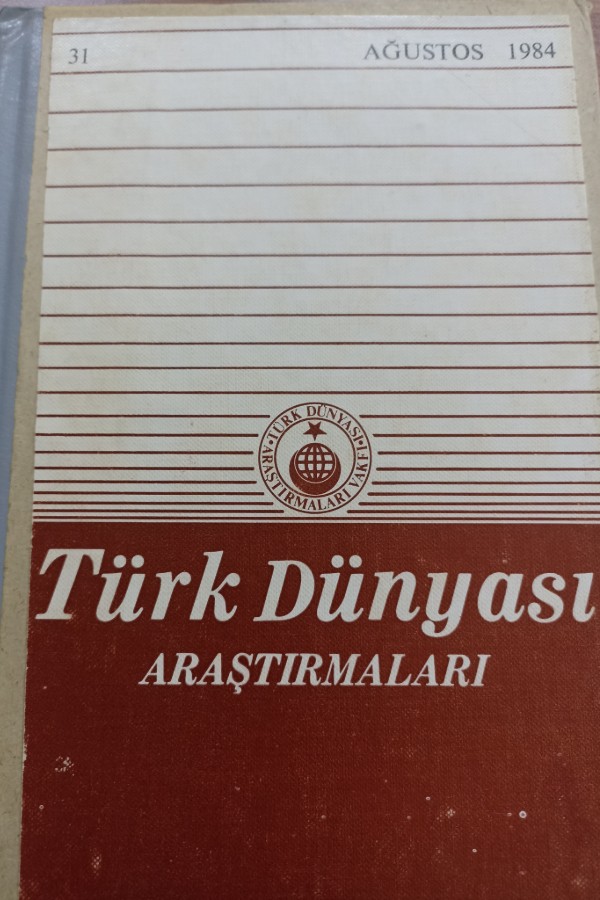 31 AĞUSTOS 1984
TÜRK DÜNYASI
ARAŞTIRMALARI VAKFI
Türk Dünyası
ARAŞTIRMALARI